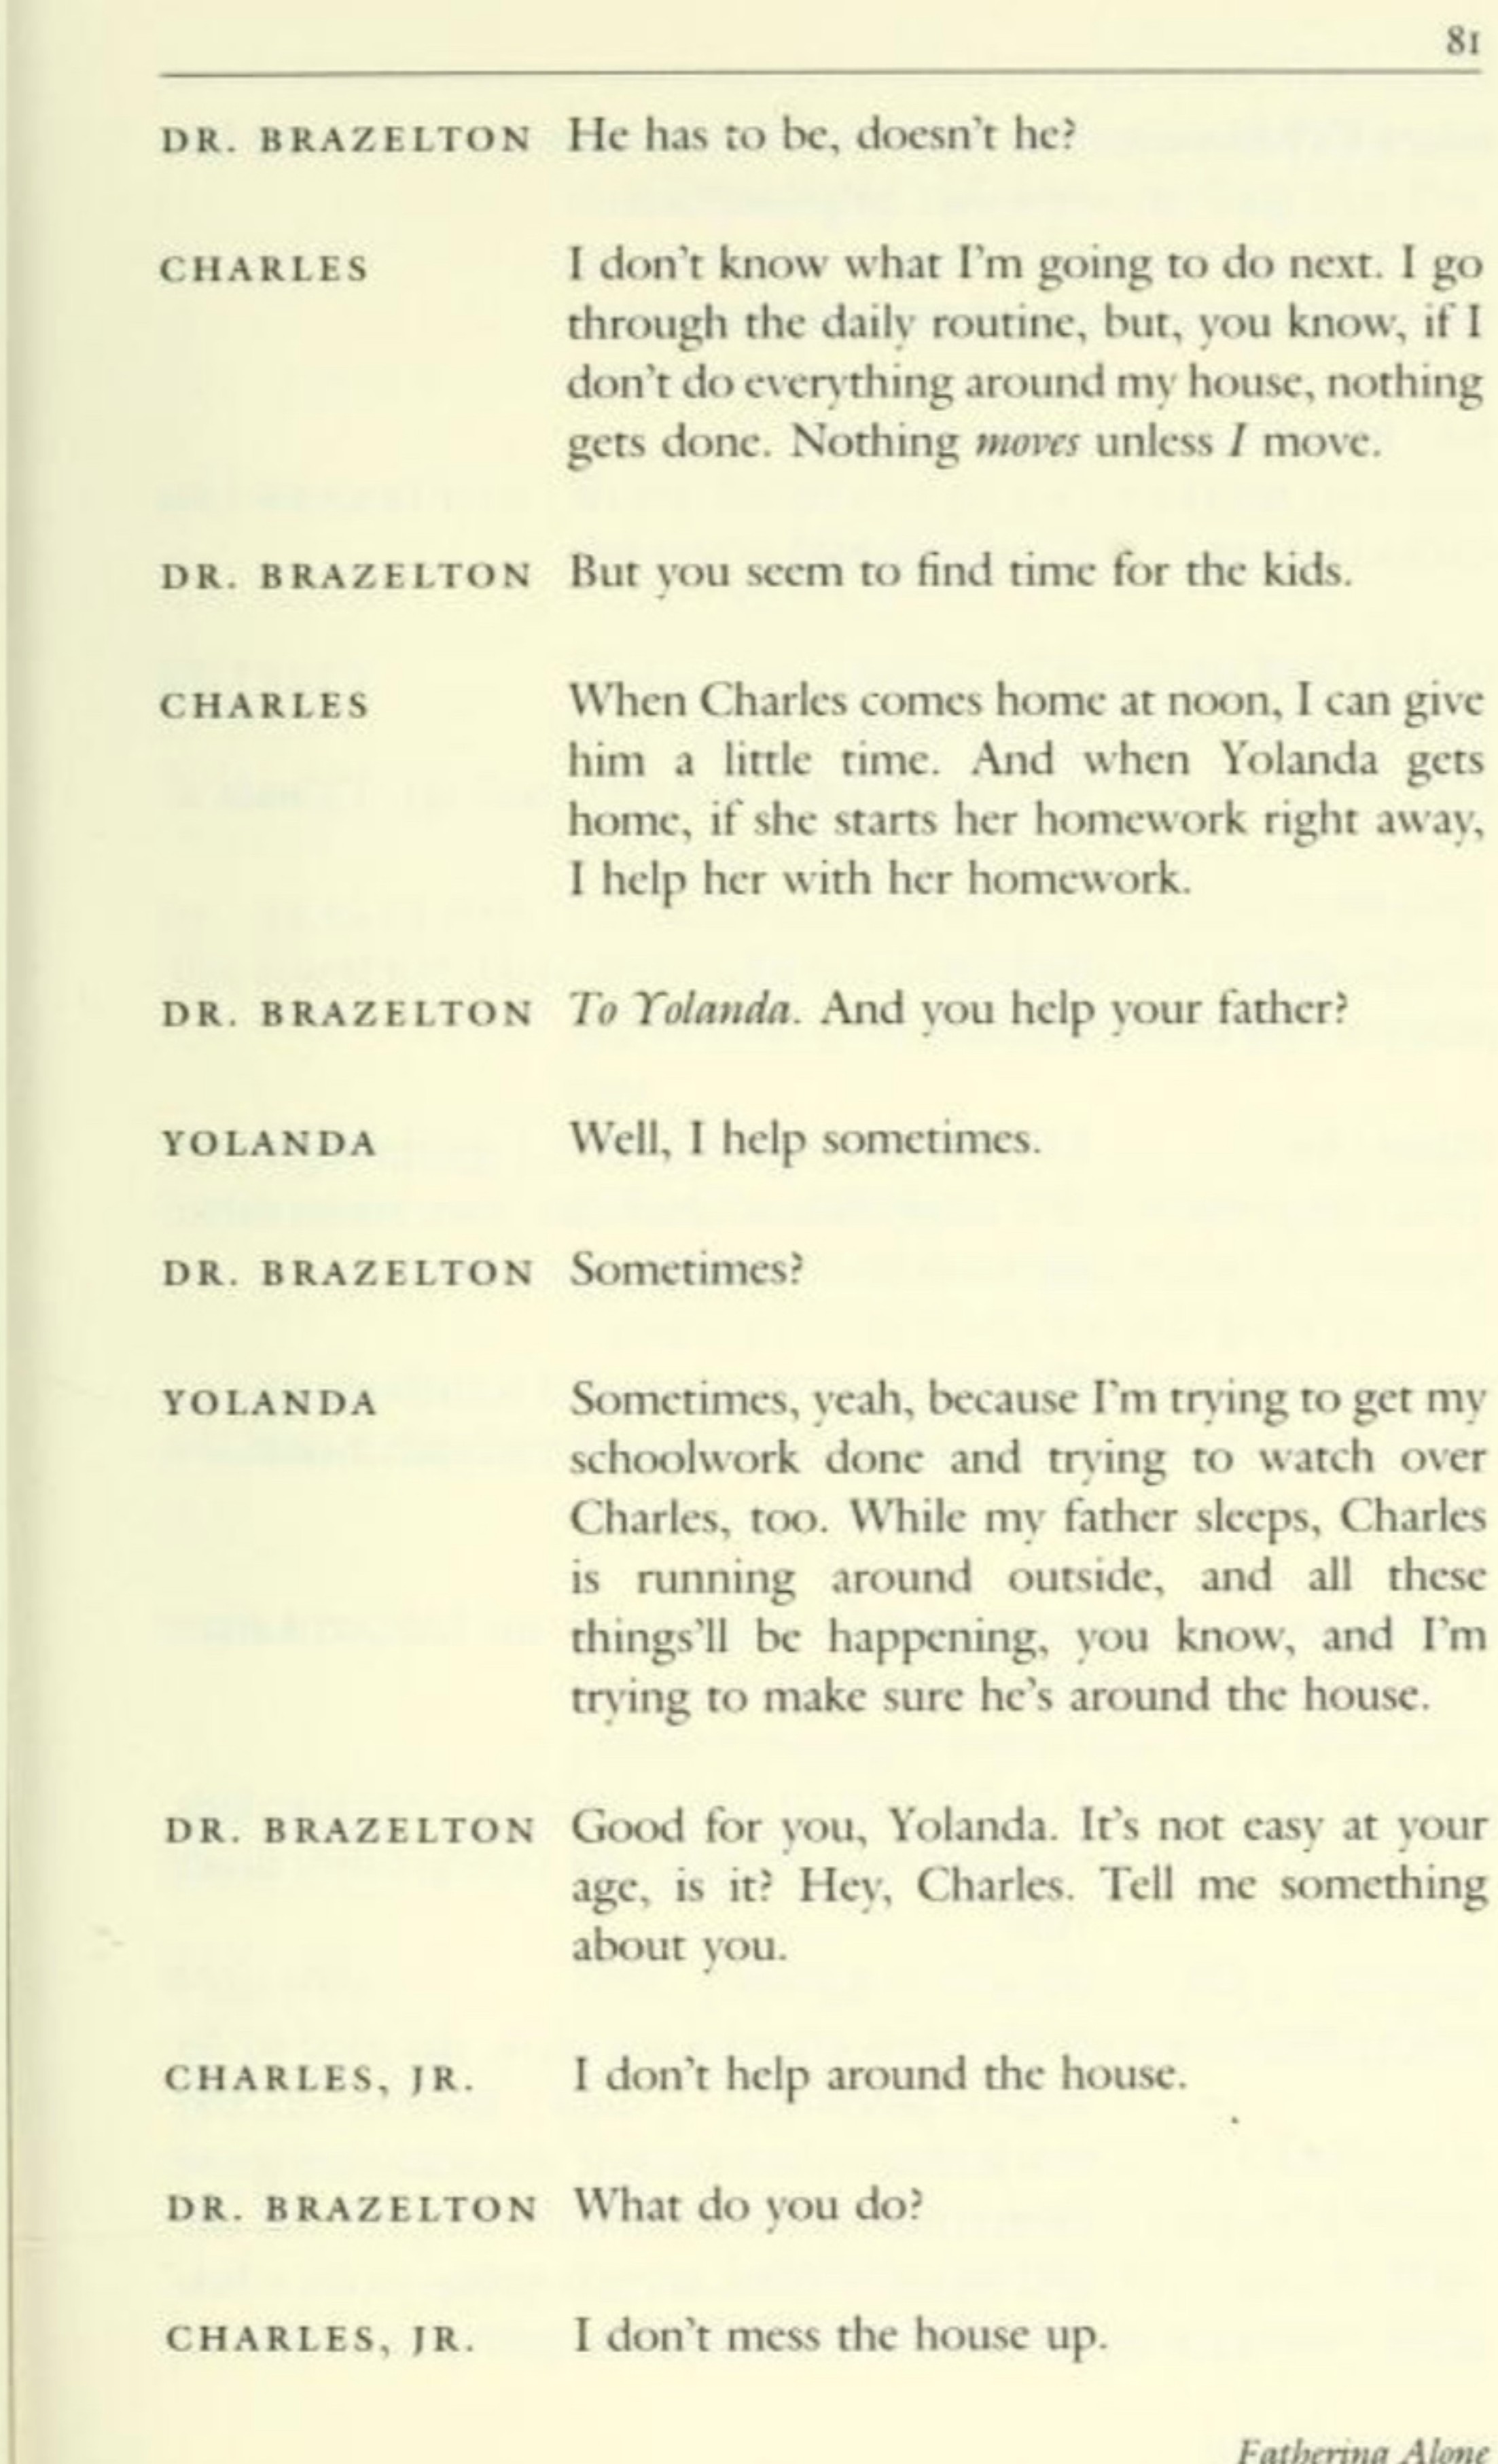 81
DR. BRAZELTON He has to be, doesn't he?
CHARLES I don't know what I'm going to do next. I go
through the daily routine, but, you know, if I
don't do everything around my house, nothing
gets done. Nothing moves unless I move.
DR. BRAZELTON But you seem to find time for the kids.
CHARLES When Charles comes home at noon, I can give
him a little time. And when Yolanda gets
home, if she starts her homework right away,
I help her with her homework.
DR. BRAZELTON To Yolanda. And you help your father?
YOLANDA Well, I help sometimes.
DR. BRAZELTON Sometimes?
YOLANDA Sometimes, yeah, because I'm trying to get my
schoolwork done and trying to watch over
Charles, too. While my father sleeps, Charles
is running around outside, and all these
things'll be happening, you know, and I'm
trying to make sure he's around the house.
DR. BRAZELTON Good for you, Yolanda. It's not easy at your
age, is it? Hey, Charles. Tell me something
about you.
CHARLES, JR. I don't help around the house.
DR. BRAZELTON What do you do?
CHARLES, JR. I don't mess the house up.
Fathering Alone